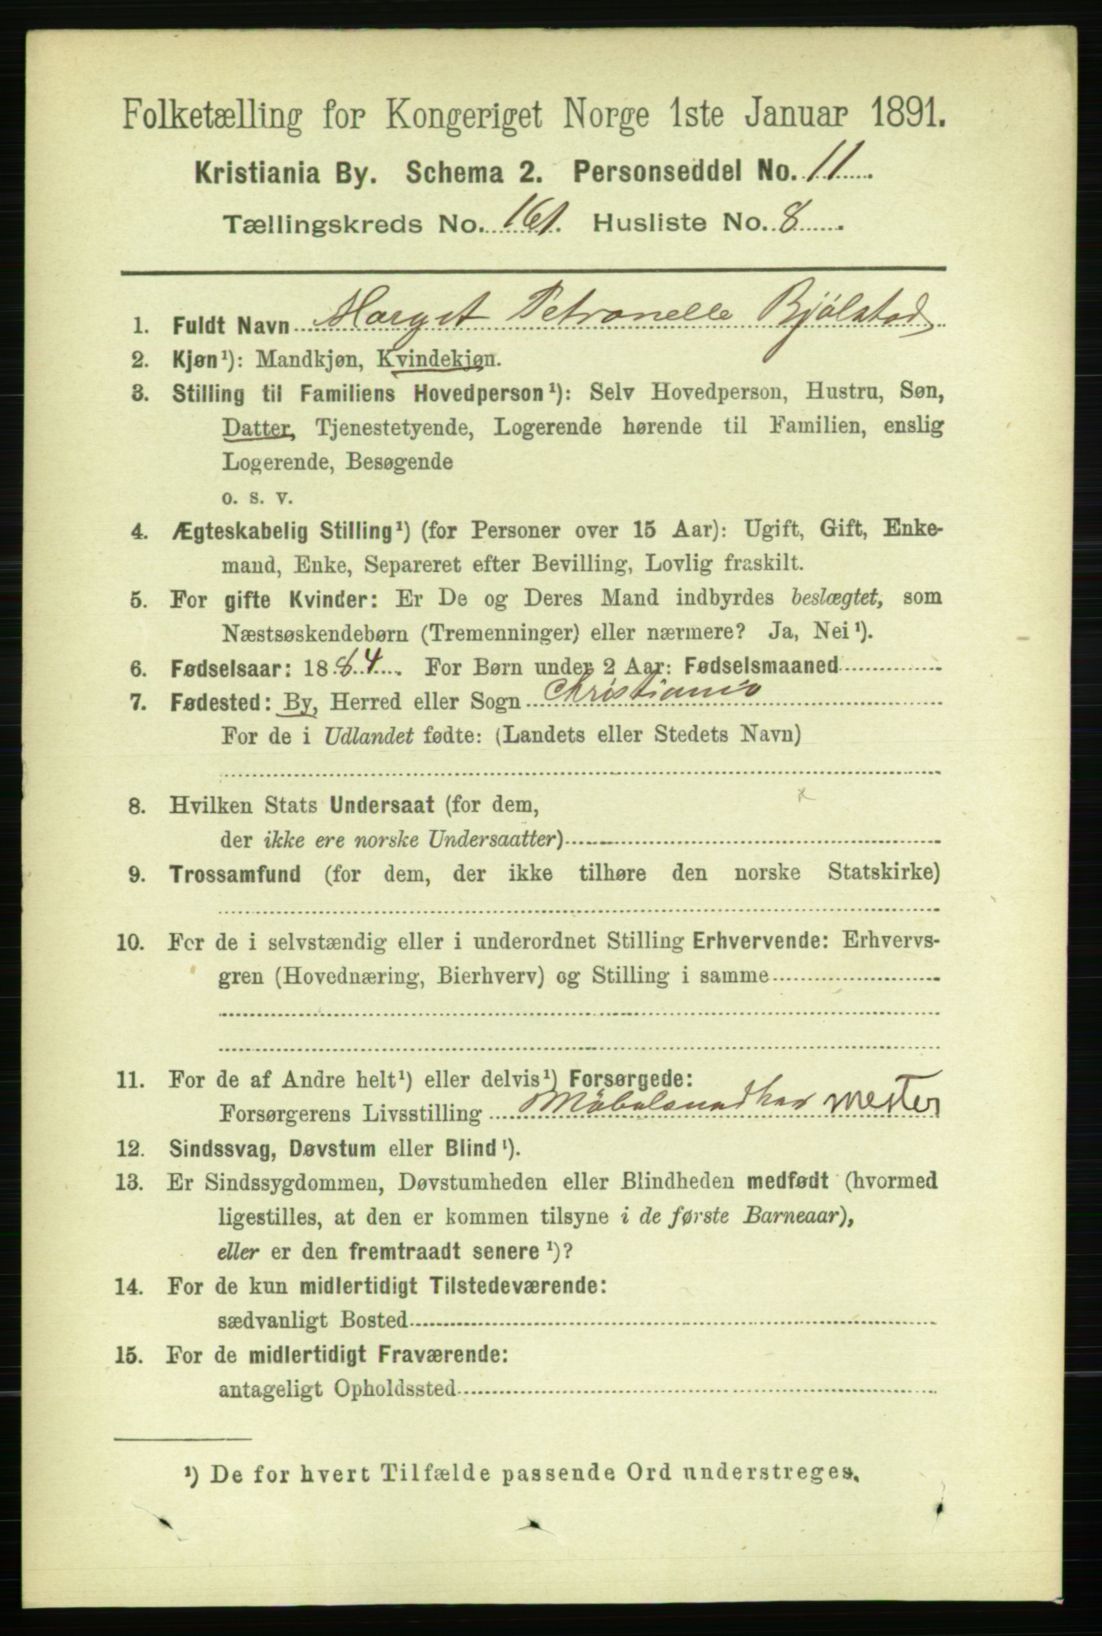 Folketælling for Kongeriget Norge 1ste Januar 1891.
Kristiania By. Schema 2. Personseddel No. 11
Tællingskreds No. 161. Husliste No. 8
1. Fuldt Navn Margit Petronelle Bjølstad
2. Kjøn¹): Mandkjøn, Kvindekjøn.
3. Stilling til Familiens Hovedperson¹): Selv Hovedperson, Hustru, Søn,
Datter, Tjenestetyende, Logerende hørende til Familien, enslig
Logerende, Besøgende
o. s. v.
4. Ægteskabelig Stilling¹) (for Personer over 15 Aar): Ugift, Gift, Enke-
mand, Enke, Separeret efter Bevilling, Lovlig fraskilt.
5. For gifte Kvinder: Er De og Deres Mand indbyrdes beslægtet, som
Næstsøskendebørn (Tremenninger) eller nærmere? Ja, Nei¹).
6. Fødselsaar: 1884. For Børn under 2 Aar: Fødselsmaaned
7. Fødested: By, Herred eller Sogn Christiania
For de i Udlandet fødte: (Landets eller Stedets Navn)
8. Hvilken Stats Undersaat (for dem,
der ikke ere norske Undersaatter)
9. Trossamfund (for dem, der ikke tilhøre den norske Statskirke)
10. For de i selvstændig eller i underordnet Stilling Erhvervende: Erhvervs-
gren (Hovednæring, Bierhverv) og Stilling i samme
11. For de af Andre helt¹) eller delvis¹) Forsørgede:
Forsørgerens Livsstilling Möbelsnedker mester
12. Sindssvag, Døvstum eller Blind¹).
13. Er Sindssygdommen, Døvstumheden eller Blindheden medfødt (hvormed
ligestilles, at den er kommen tilsyne i de første Barneaar),
eller er den fremtraadt senere¹)?
14. For de kun midlertidigt Tilstedeværende:
sædvanligt Bosted
15. For de midlertidigt Fraværende:
antageligt Opholdssted
¹) De for hvert Tilfælde passende Ord understreges.